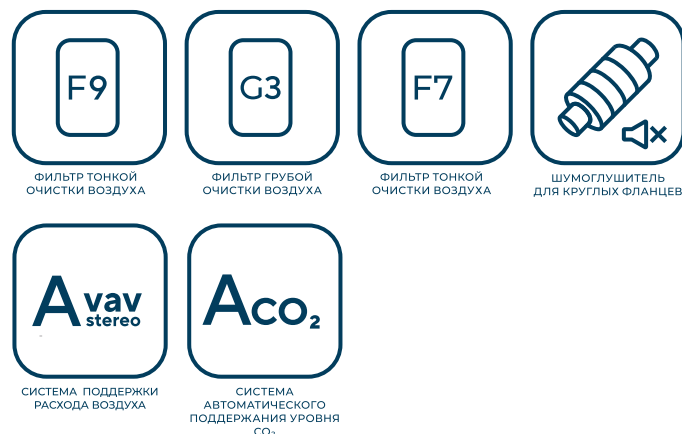 F9
ФИЛЬТР ТОНКОЙ
ОЧИСТКИ ВОЗДУХА
G3
ФИЛЬТР ГРУБОЙ
ОЧИСТКИ ВОЗДУХА
F7
ФИЛЬТР ТОНКОЙ
ОЧИСТКИ ВОЗДУХА
ШУМОГЛУШИТЕЛЬ
ДЛЯ КРУГЛЫХ ФЛАНЦЕВ
A vav
stereo
СИСТЕМА ПОДДЕРЖКИ
РАСХОДА ВОЗДУХА
Aco₂
СИСТЕМА
АВТОМАТИЧЕСКОГО
ПОДДЕРЖАНИЯ УРОВНЯ
CO₂